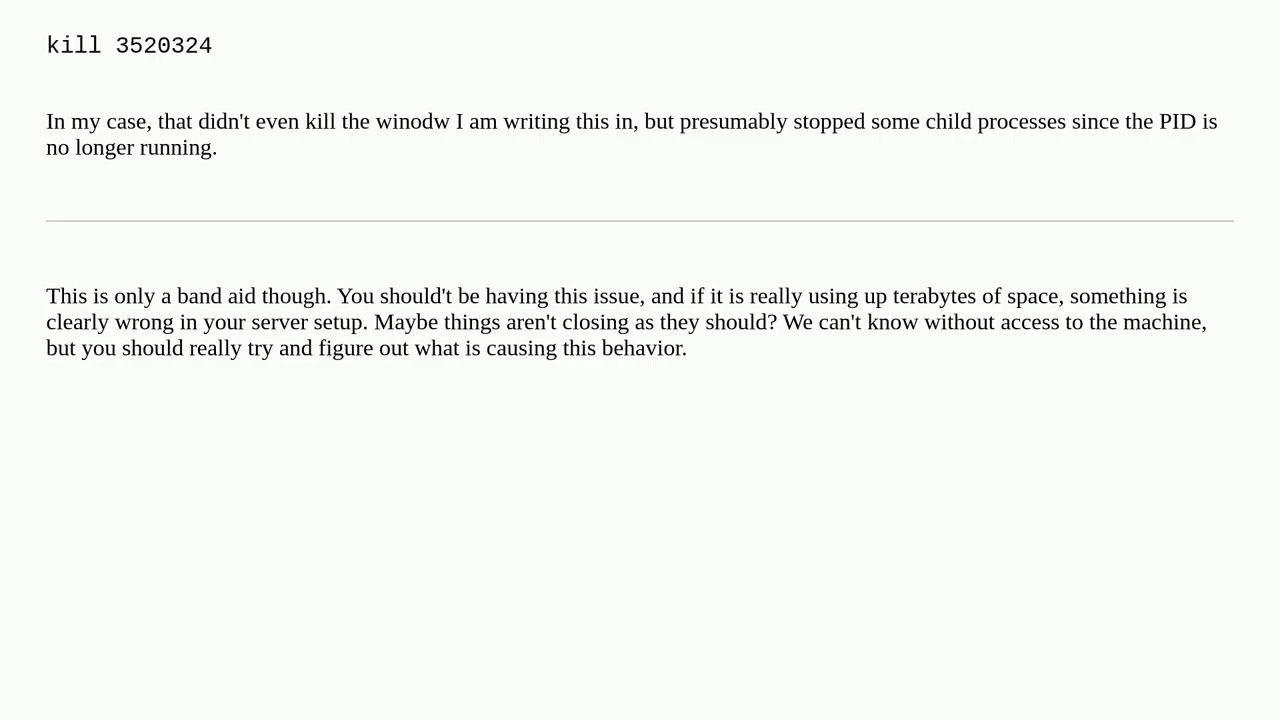 kill 3520324
In my case, that didn't even kill the winodw I am writing this in, but presumably stopped some child processes since the PID is
no longer running.
This is only a band aid though. You should't be having this issue, and if it is really using up terabytes of space, something is
clearly wrong in your server setup. Maybe things aren't closing as they should? We can't know without access to the machine,
but you should really try and figure out what is causing this behavior.